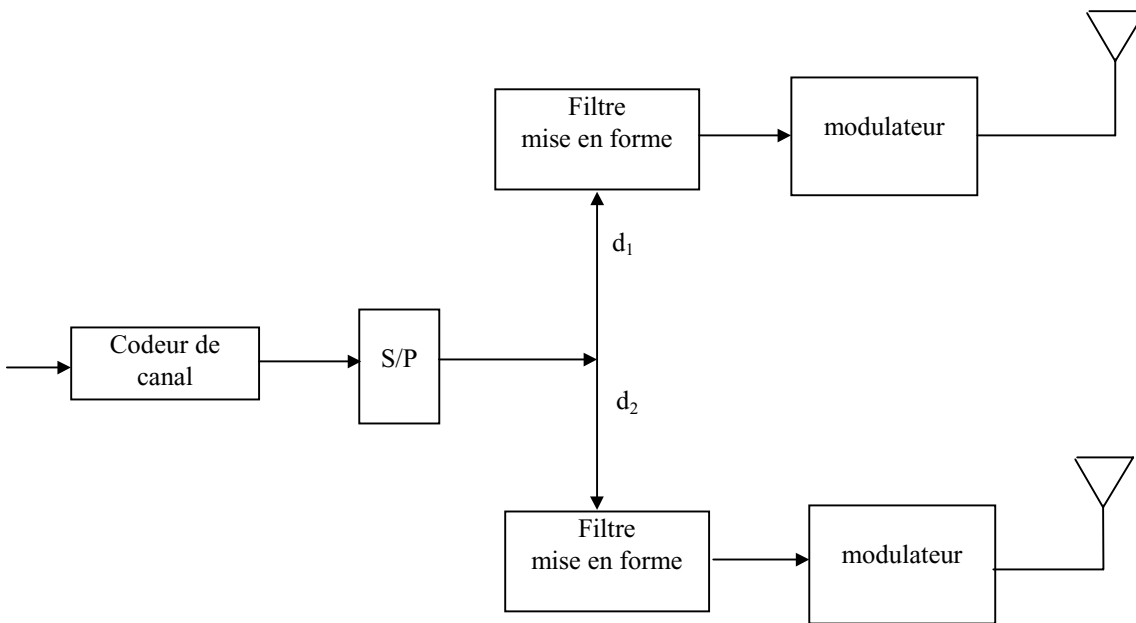 Filtre
mise en forme
modulateur
d₁
Codeur de
canal
S/P
d₂
Filtre
mise en forme
modulateur